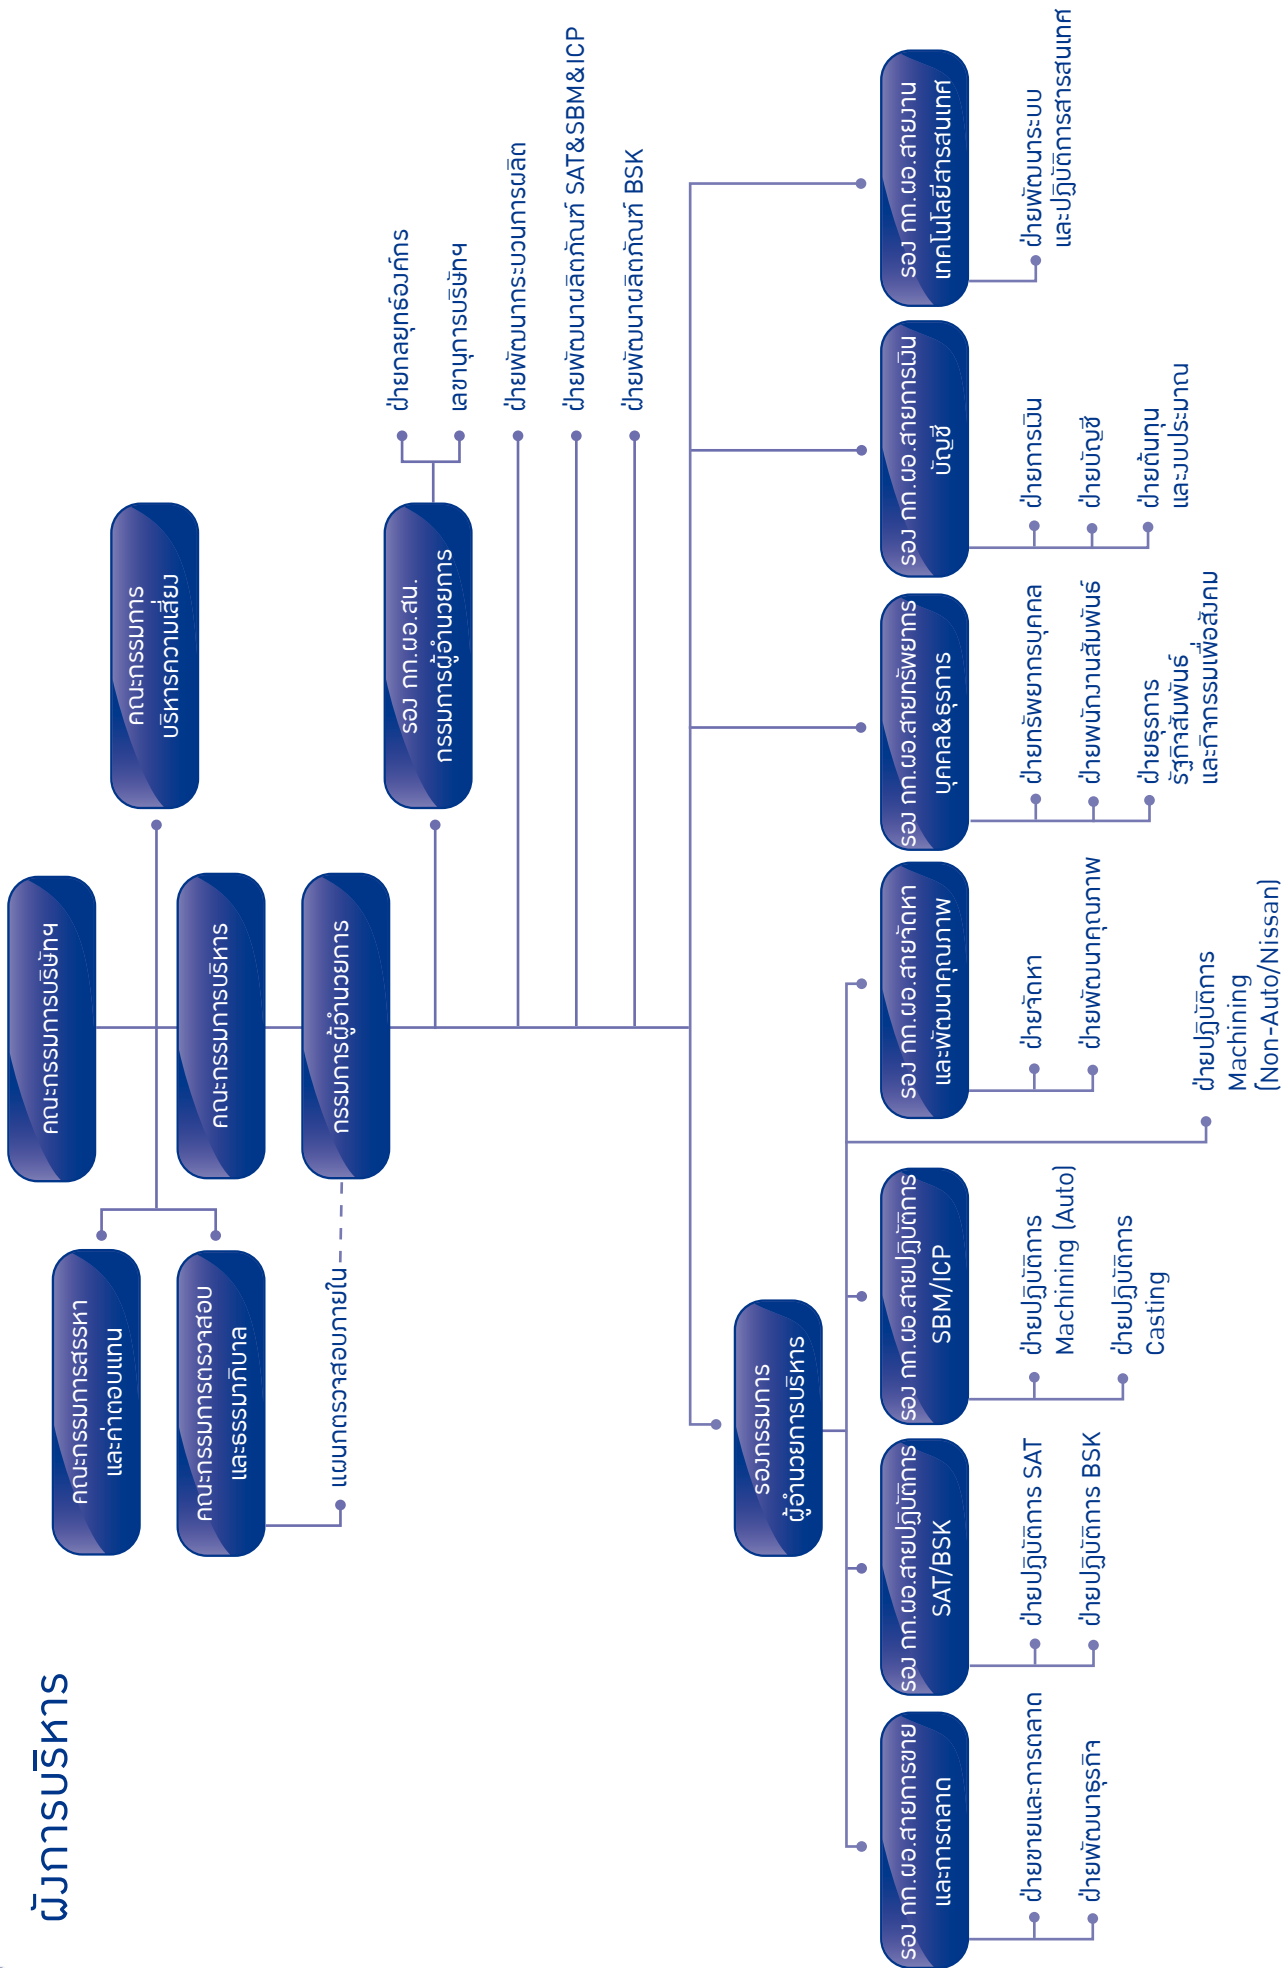 ผังการบริหาร
คณะกรรมการบริษัทฯ
คณะกรรมการสรรหา
และค่าตอบแทน
คณะกรรมการ
บริหารความเสี่ยง
คณะกรรมการตรวจสอบ
และธรรมาภิบาล
คณะกรรมการบริหาร
แผนกตรวจสอบภายใน
กรรมการผู้อำนวยการ
รอง กก.ผอ.สน.
กรรมการผู้อำนวยการ
ฝ่ายกลยุทธ์องค์กร
เลขานุการบริษัทฯ
ฝ่ายพัฒนากระบวนการผลิต
ฝ่ายพัฒนาผลิตภัณฑ์ SAT&SBM&ICP
ฝ่ายพัฒนาผลิตภัณฑ์ BSK
รองกรรมการ
ผู้อำนวยการบริหาร
รอง กก.ผอ.สายการขาย
และการตลาด
ฝ่ายขายและการตลาด
ฝ่ายพัฒนาธุรกิจ
รอง กก.ผอ.สายปฏิบัติการ
SAT/BSK
ฝ่ายปฏิบัติการ SAT
ฝ่ายปฏิบัติการ BSK
รอง กก.ผอ.สายปฏิบัติการ
SBM/ICP
ฝ่ายปฏิบัติการ
Machining (Auto)
ฝ่ายปฏิบัติการ
Casting
ฝ่ายปฏิบัติการ
Machining
(Non-Auto/Nissan)
รอง กก.ผอ.สายจัดหา
และพัฒนาคุณภาพ
ฝ่ายจัดหา
ฝ่ายพัฒนาคุณภาพ
รอง กก.ผอ.สายทรัพยากร
บุคคล&ธุรการ
ฝ่ายทรัพยากรบุคคล
ฝ่ายพนักงานสัมพันธ์
ฝ่ายธุรการ
รัฐกิจสัมพันธ์
และกิจกรรมเพื่อสังคม
รอง กก.ผอ.สายการเงิน
บัญชี
ฝ่ายการเงิน
ฝ่ายบัญชี
ฝ่ายต้นทุน
และงบประมาณ
รอง กก.ผอ.สายงาน
เทคโนโลยีสารสนเทศ
ฝ่ายพัฒนาระบบ
และปฏิบัติการสารสนเทศ